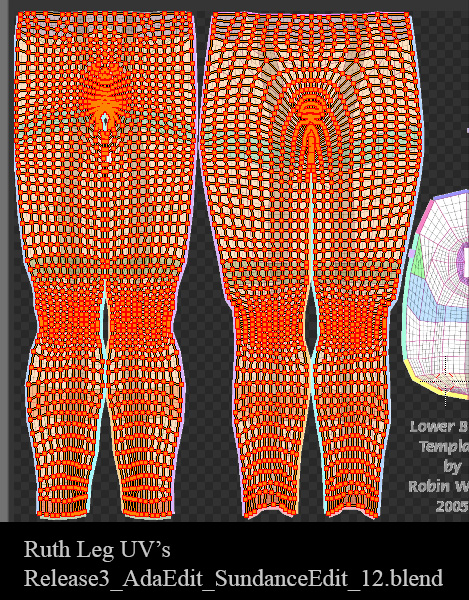 Lower B
Templa
by
Robin W
2005
Ruth Leg UV’s
Release3_AdaEdit_SundanceEdit_12.blend